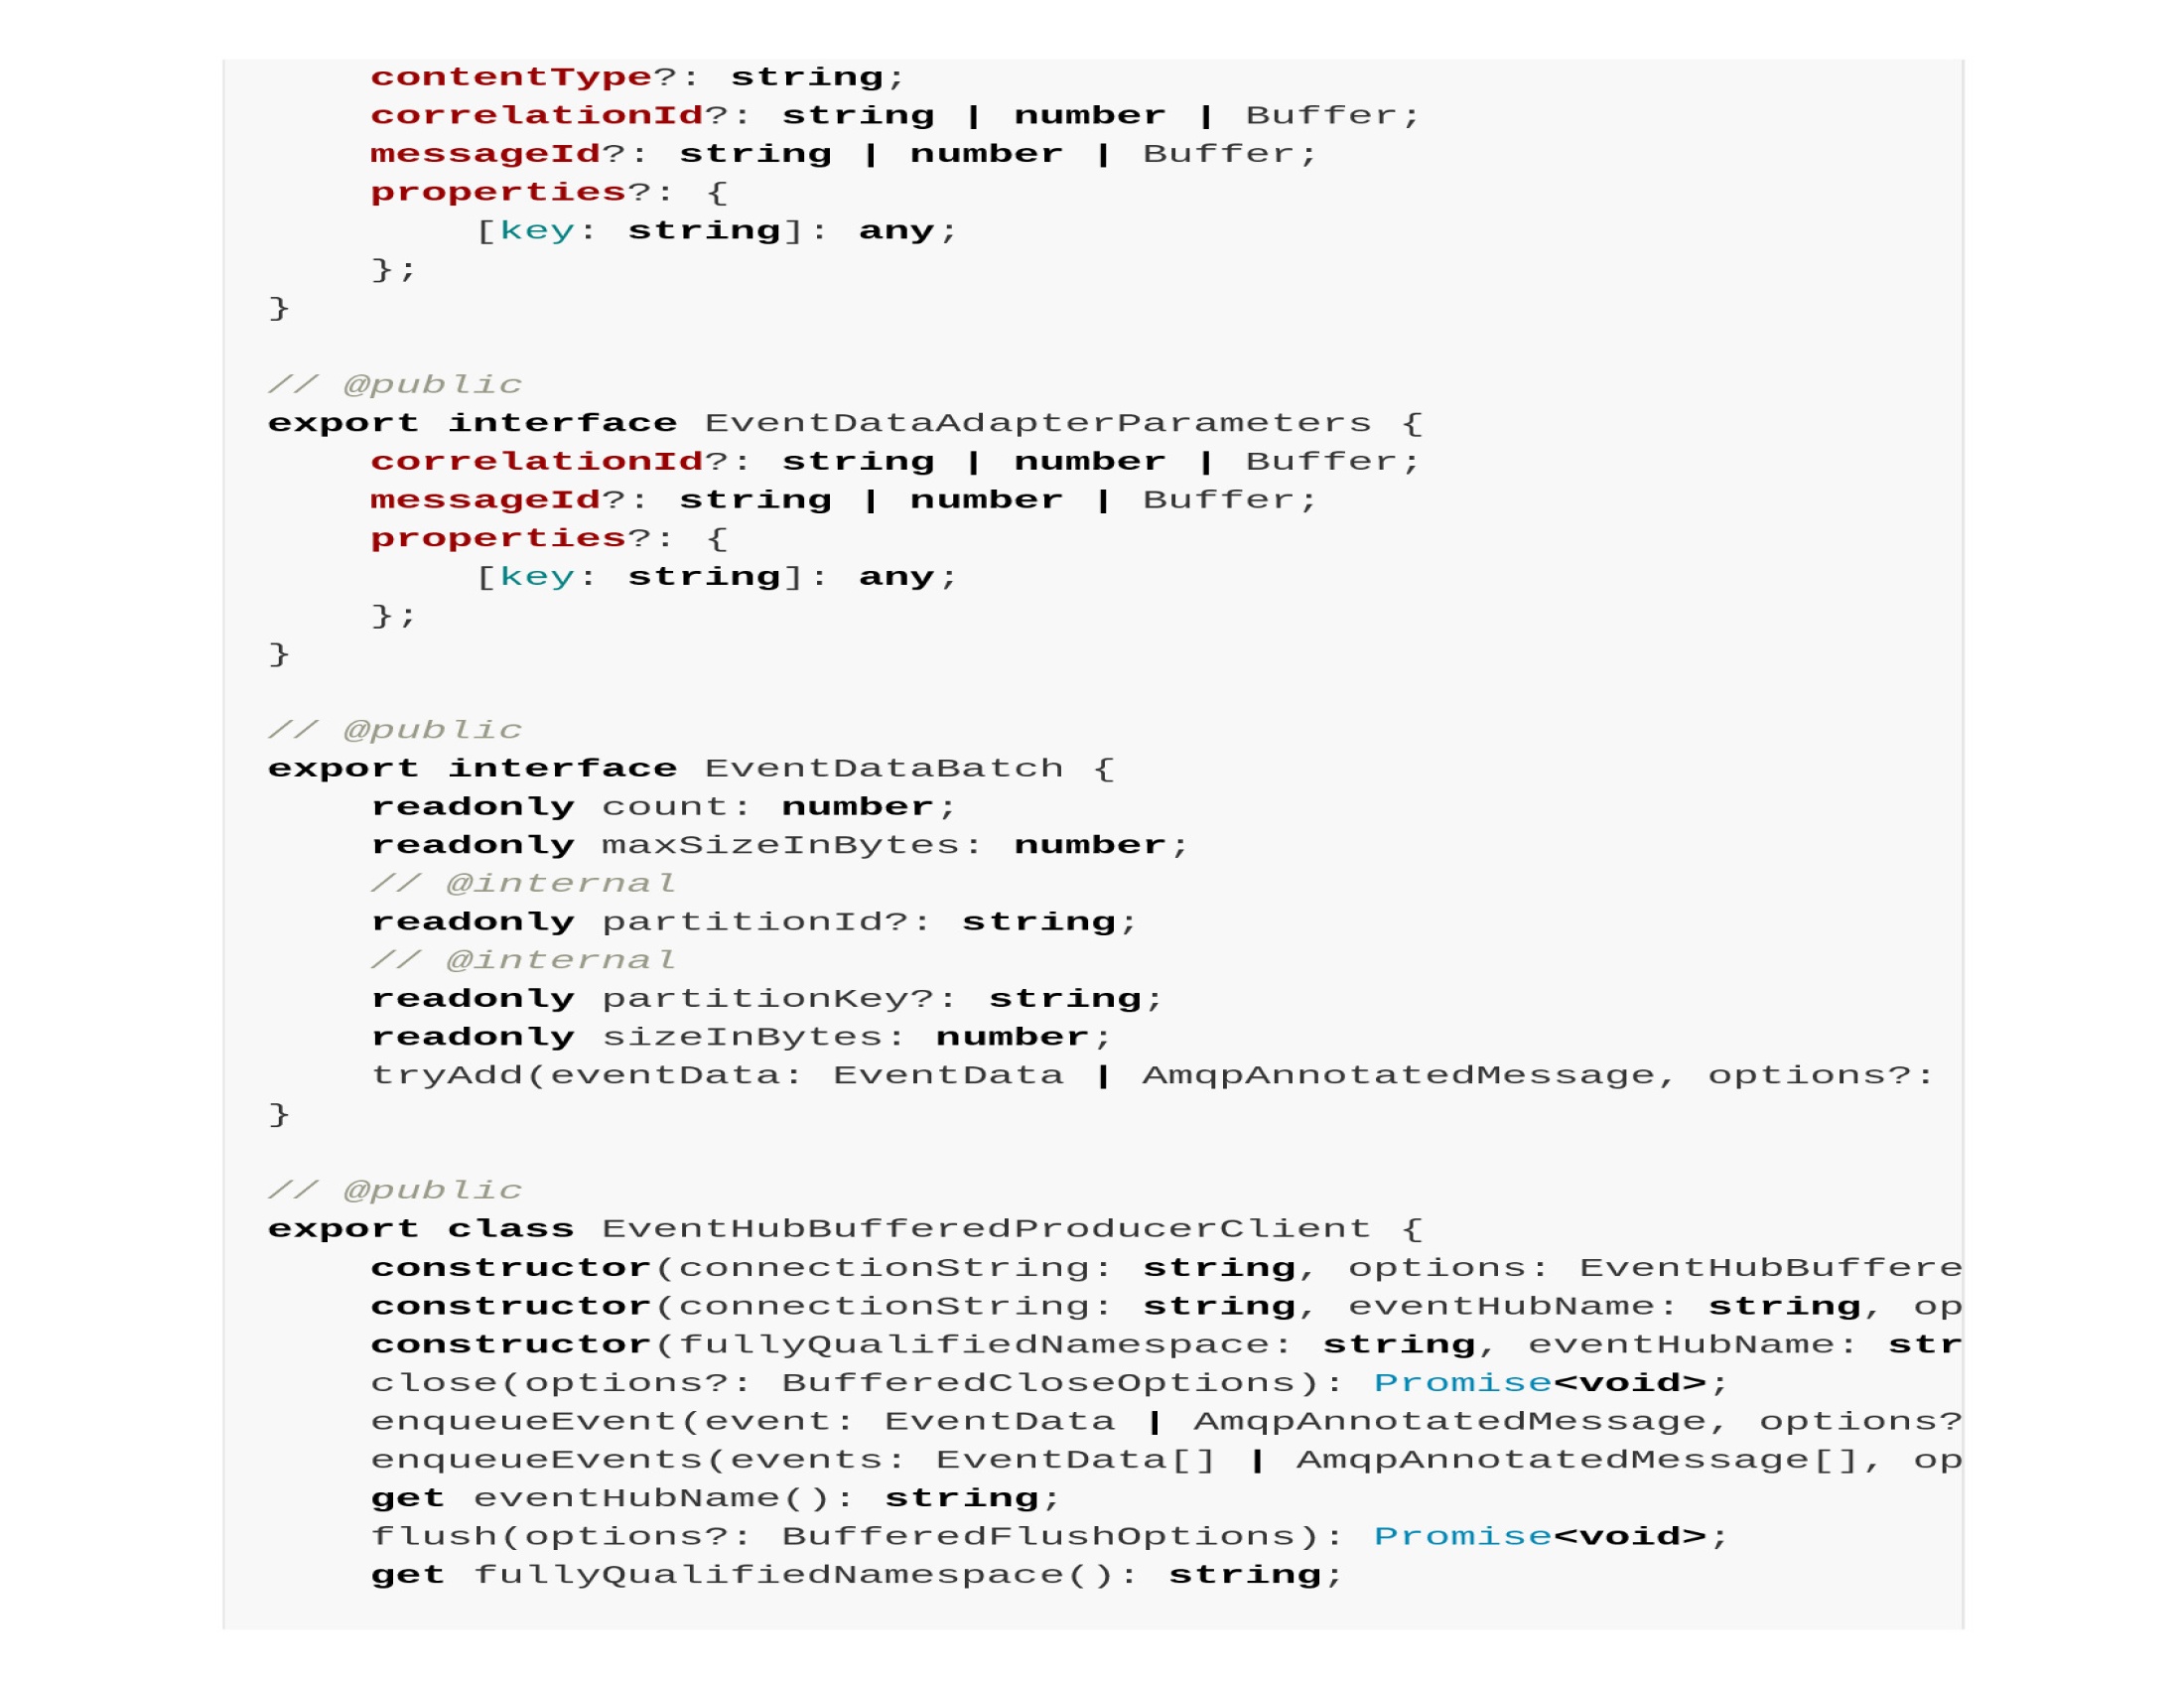 contentType?: string;
correlationId?: string | number | Buffer;
messageId?: string | number | Buffer;
properties?: {
[key: string]: any;
};
}
// @public
export interface EventDataAdapterParameters {
correlationId?: string | number | Buffer;
messageId?: string | number | Buffer;
properties?: {
[key: string]: any;
};
}
// @public
export interface EventDataBatch {
readonly count: number;
readonly maxSizeInBytes: number;
// @internal
readonly partitionId?: string;
// @internal
readonly partitionKey?: string;
readonly sizeInBytes: number;
tryAdd(eventData: EventData | AmqpAnnotatedMessage, options?:
}
// @public
export class EventHubBufferedProducerClient {
constructor(connectionString: string, options: EventHubBuffere
constructor(connectionString: string, eventHubName: string, op
constructor(fullyQualifiedNamespace: string, eventHubName: str
close(options?: BufferedCloseOptions): Promise<void>;
enqueueEvent(event: EventData | AmqpAnnotatedMessage, options?
enqueueEvents(events: EventData[] | AmqpAnnotatedMessage[], op
get eventHubName(): string;
flush(options?: BufferedFlushOptions): Promise<void>;
get fullyQualifiedNamespace(): string;